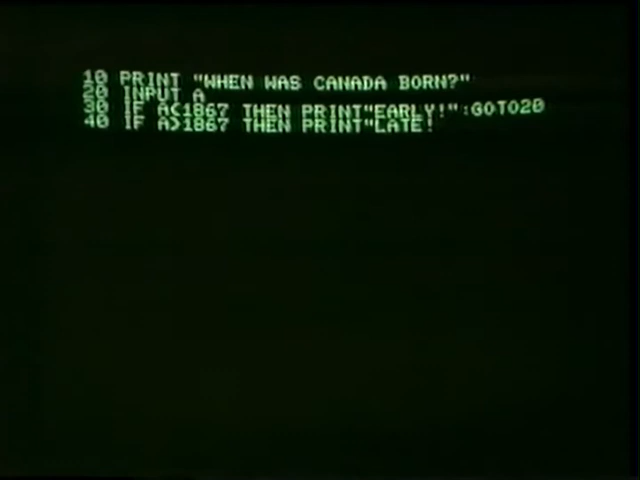 10 PRINT "WHEN WAS CANADA BORN?"
20 INPUT A
30 IF A<1867 THEN PRINT"EARLY!":GOTO20
40 IF A>1867 THEN PRINT"LATE!